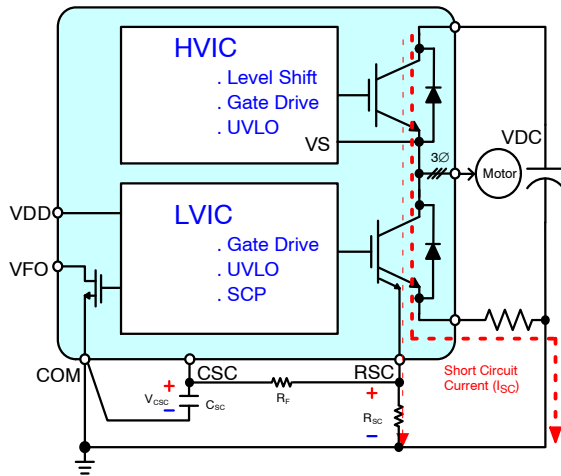 HVIC
. Level Shift
. Gate Drive
. UVLO
VS
VDC
3Ø
Motor
LVIC
. Gate Drive
. UVLO
. SCP
VDD
VFO
COM
CSC
RSC
Short Circuit
Current (ISC)
+
VCSC
–
CSC
RF
+
RSC
–